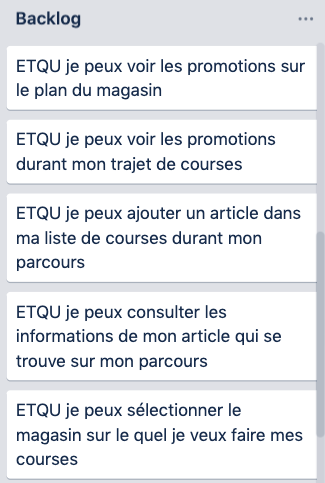 Backlog
ETQU je peux voir les promotions sur
le plan du magasin
ETQU je peux voir les promotions
durant mon trajet de courses
ETQU je peux ajouter un article dans
ma liste de courses durant mon
parcours
ETQU je peux consulter les
informations de mon article qui se
trouve sur mon parcours
ETQU je peux sélectionner le
magasin sur le quel je veux faire mes
courses